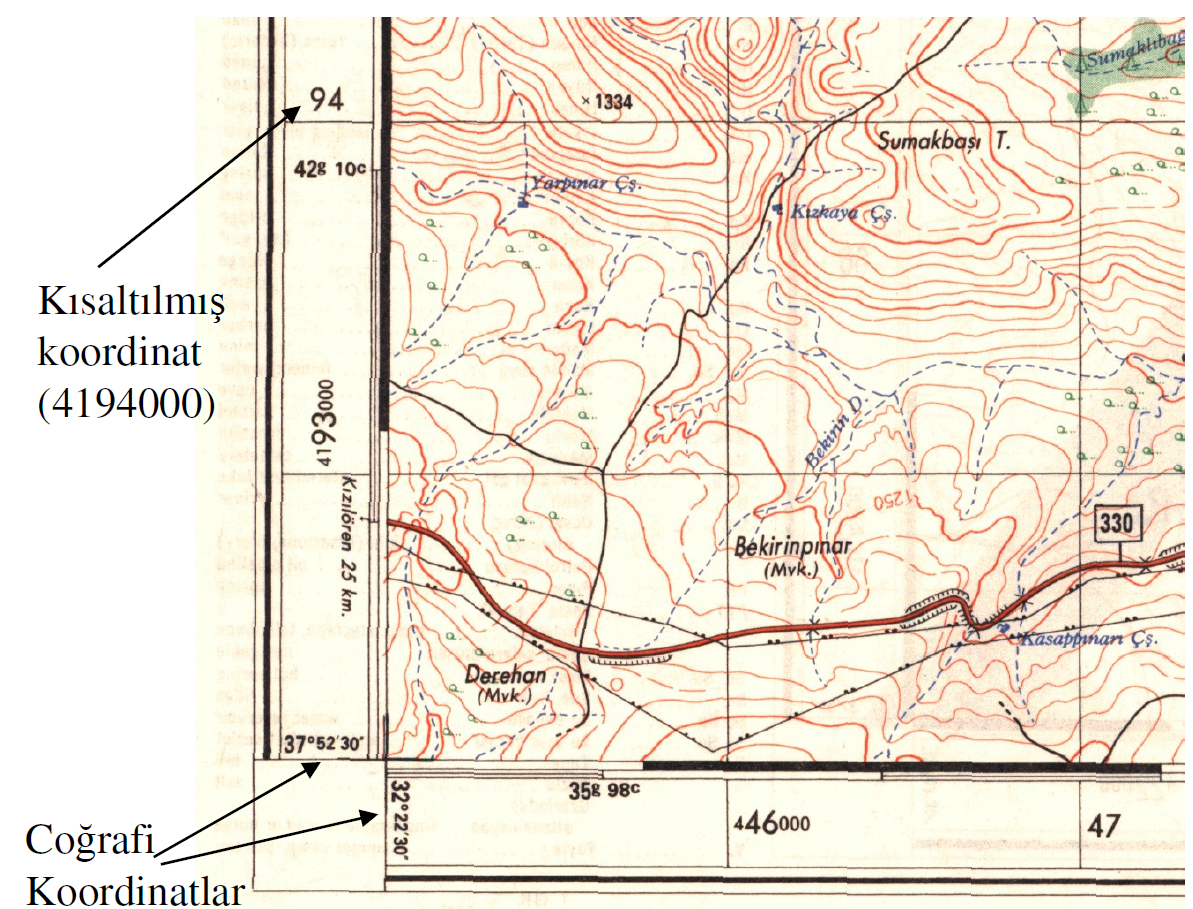 94
× 1334
Sumaklıbağ
Sumakbaşı T.
42g 10c
Yarpınar Çş.
Kızkaya Çş.
Kısaltılmış
koordinat
(4194000)
4193000
Bekirin D.
1250
Kızılören 25 km.
330
Bekirinpınar
(Mvk.)
Kasappınarı Çş.
Derehan
(Mvk.)
37°52'30"
32°22'30"
35g 98c
446000
47
Coğrafi
Koordinatlar